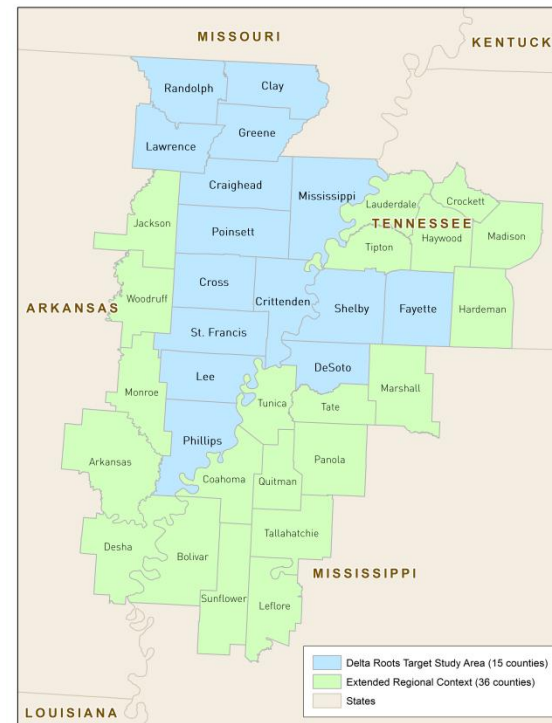 MISSOURI
KENTUCK
Randolph
Clay
Greene
Lawrence
Craighead
Mississippi
Lauderdale
Crockett
Jackson
TENNESSEE
Poinsett
Tipton
Haywood
Madison
Cross
Crittenden
Woodruff
ARKANSAS
Shelby
Fayette
Hardeman
St. Francis
DeSoto
Lee
Marshall
Monroe
Tunica
Tate
Phillips
Arkansas
Panola
Coahoma
Quitman
Tallahatchie
Desha
Bolivar
MISSISSIPPI
Sunflower
Leflore
Delta Roots Target Study Area (15 counties)
Extended Regional Context (36 counties)
States
LOUISIANA